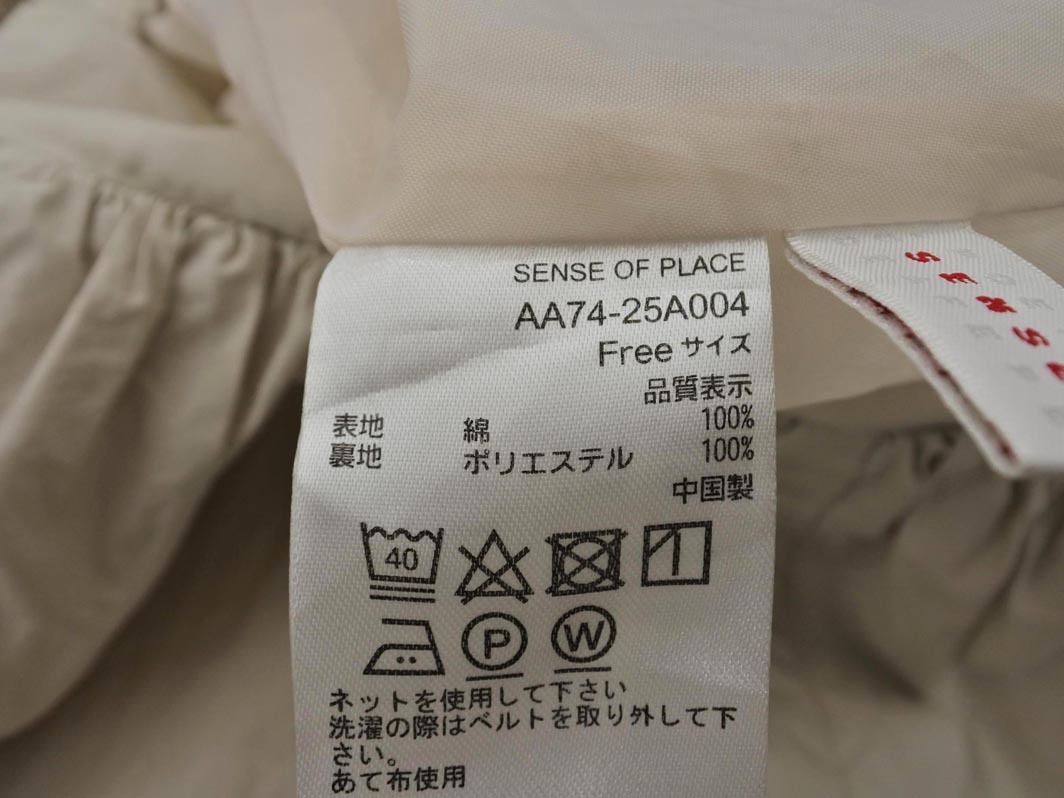 SENSE OF PLACE
AA74-25A004
Free サイズ
品質表示
表地 綿 100%
裏地 ポリエステル 100%
中国製
40
P W
ネットを使用して下さい
洗濯の際はベルトを取り外して下
さい。
あて布使用